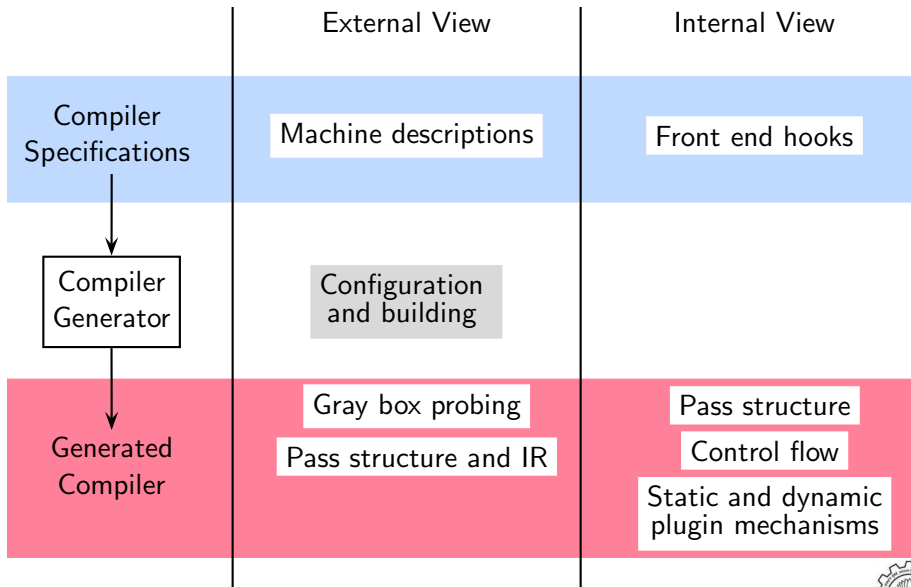 External View
Internal View
Compiler
Specifications
Machine descriptions
Front end hooks
Compiler
Generator
Configuration
and building
Generated
Compiler
Gray box probing
Pass structure and IR
Pass structure
Control flow
Static and dynamic
plugin mechanisms